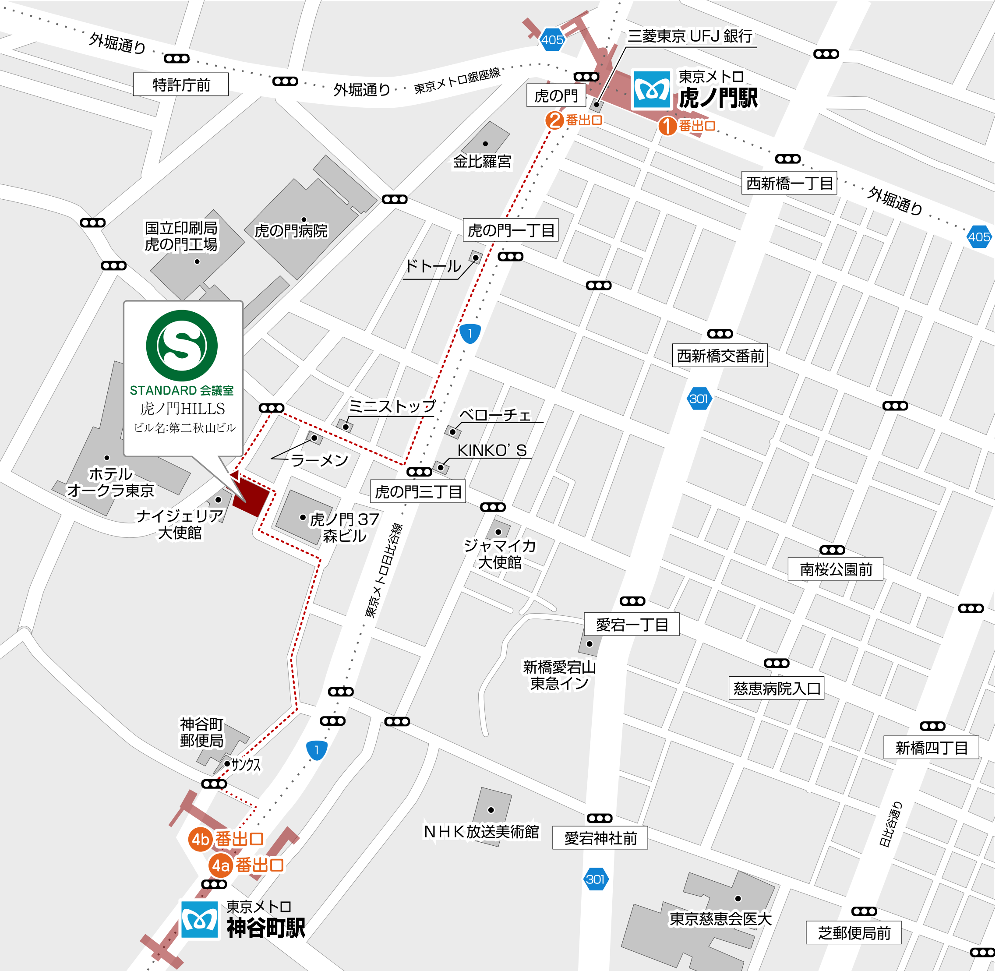 外堀通り
405
三菱東京UFJ銀行
特許庁前
外堀通り
東京メトロ銀座線
虎の門
東京メトロ
虎ノ門駅
2番出口
1番出口
金比羅宮
西新橋一丁目
外堀通り
405
国立印刷局
虎の門工場
虎の門病院
虎の門一丁目
ドトール
1
西新橋交番前
301
S
STANDARD 会議室
虎ノ門HILLS
ビル名:第二秋山ビル
ミニストップ
ベローチェ
KINKO'S
ラーメン
虎の門三丁目
ホテル
オークラ東京
ナイジェリア
大使館
虎ノ門37
森ビル
東京メトロ日比谷線
ジャマイカ
大使館
南桜公園前
愛宕一丁目
新橋愛宕山
東急イン
慈恵病院入口
神谷町
郵便局
サンクス
1
新橋四丁目
NHK放送美術館
愛宕神社前
日比谷通り
4b番出口
4a番出口
301
東京メトロ
神谷町駅
東京慈恵会医大
芝郵便局前